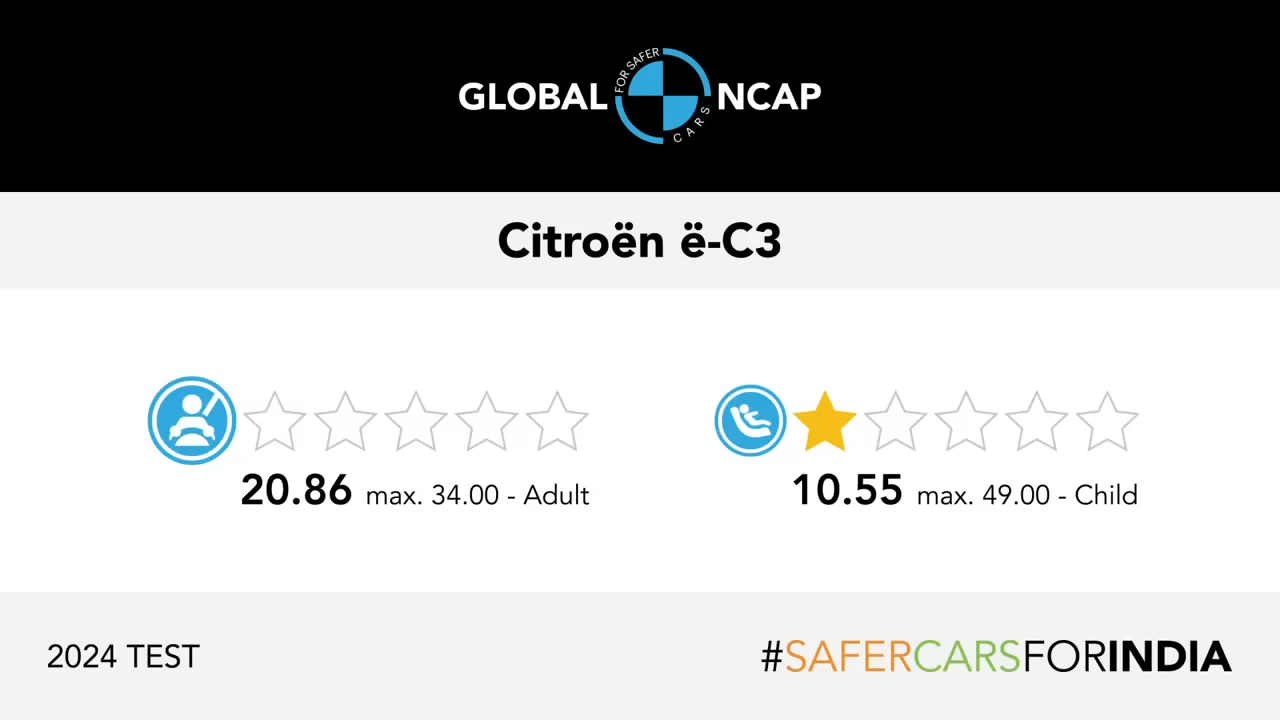 GLOBAL FOR SAFER CARS NCAP
Citroën ë-C3
20.86 max. 34.00 - Adult
10.55 max. 49.00 - Child
2024 TEST
#SAFERCARSFORINDIA